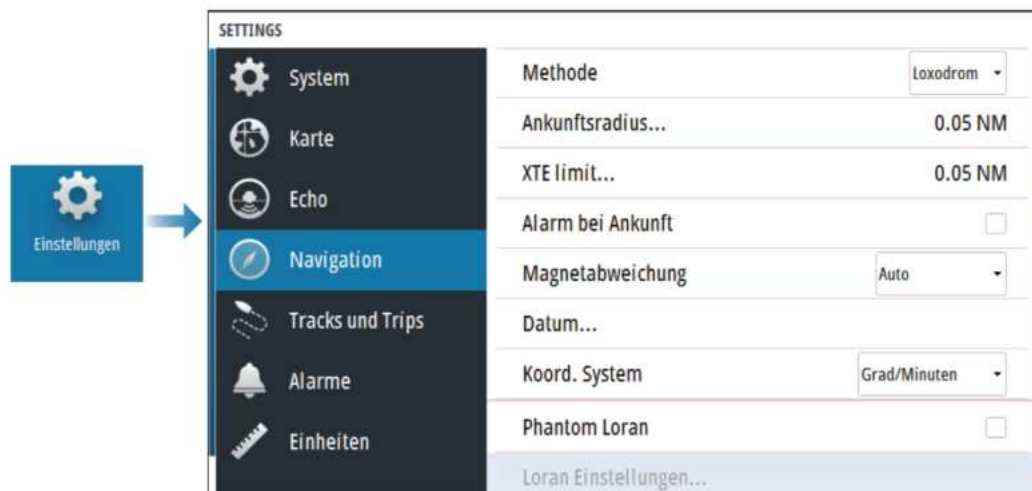 SETTINGS
Einstellungen
System
Karte
Echo
Navigation
Tracks und Trips
Alarme
Einheiten
Methode Loxodrom
Ankunftsradius... 0.05 NM
XTE limit... 0.05 NM
Alarm bei Ankunft
Magnetabweichung Auto
Datum...
Koord. System Grad/Minuten
Phantom Loran
Loran Einstellungen...